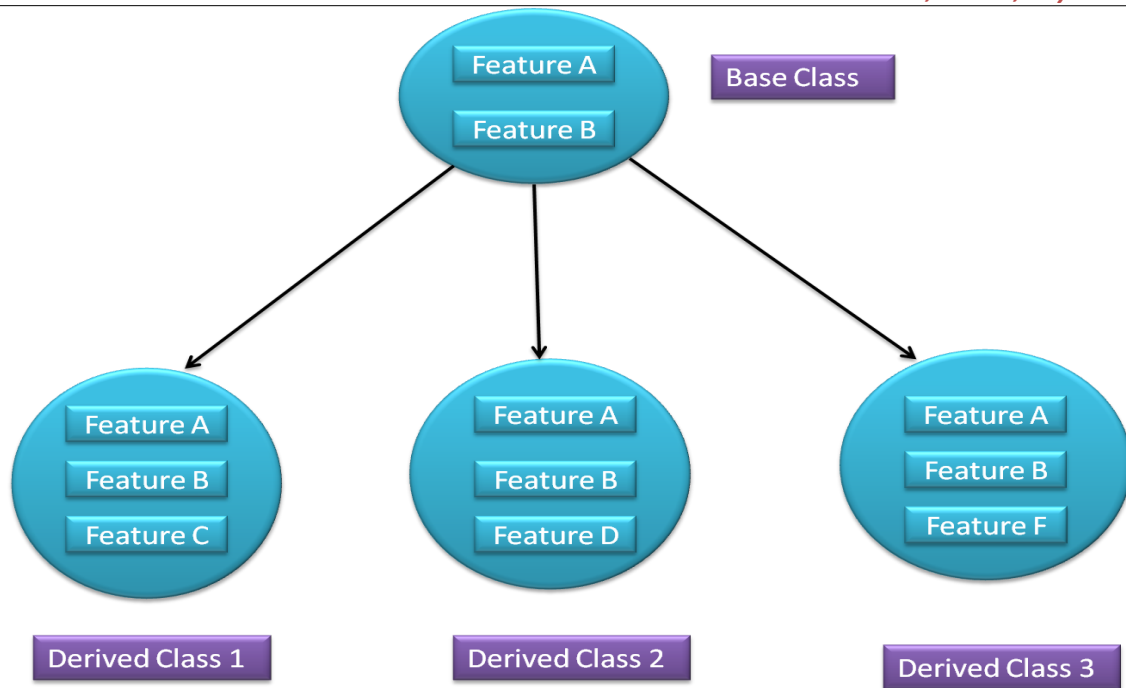 Feature A
Base Class
Feature B
Feature A
Feature B
Feature C
Feature A
Feature B
Feature D
Feature A
Feature B
Feature F
Derived Class 1
Derived Class 2
Derived Class 3